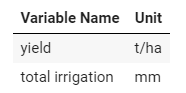 Variable Name Unit
yield t/ha
total irrigation mm